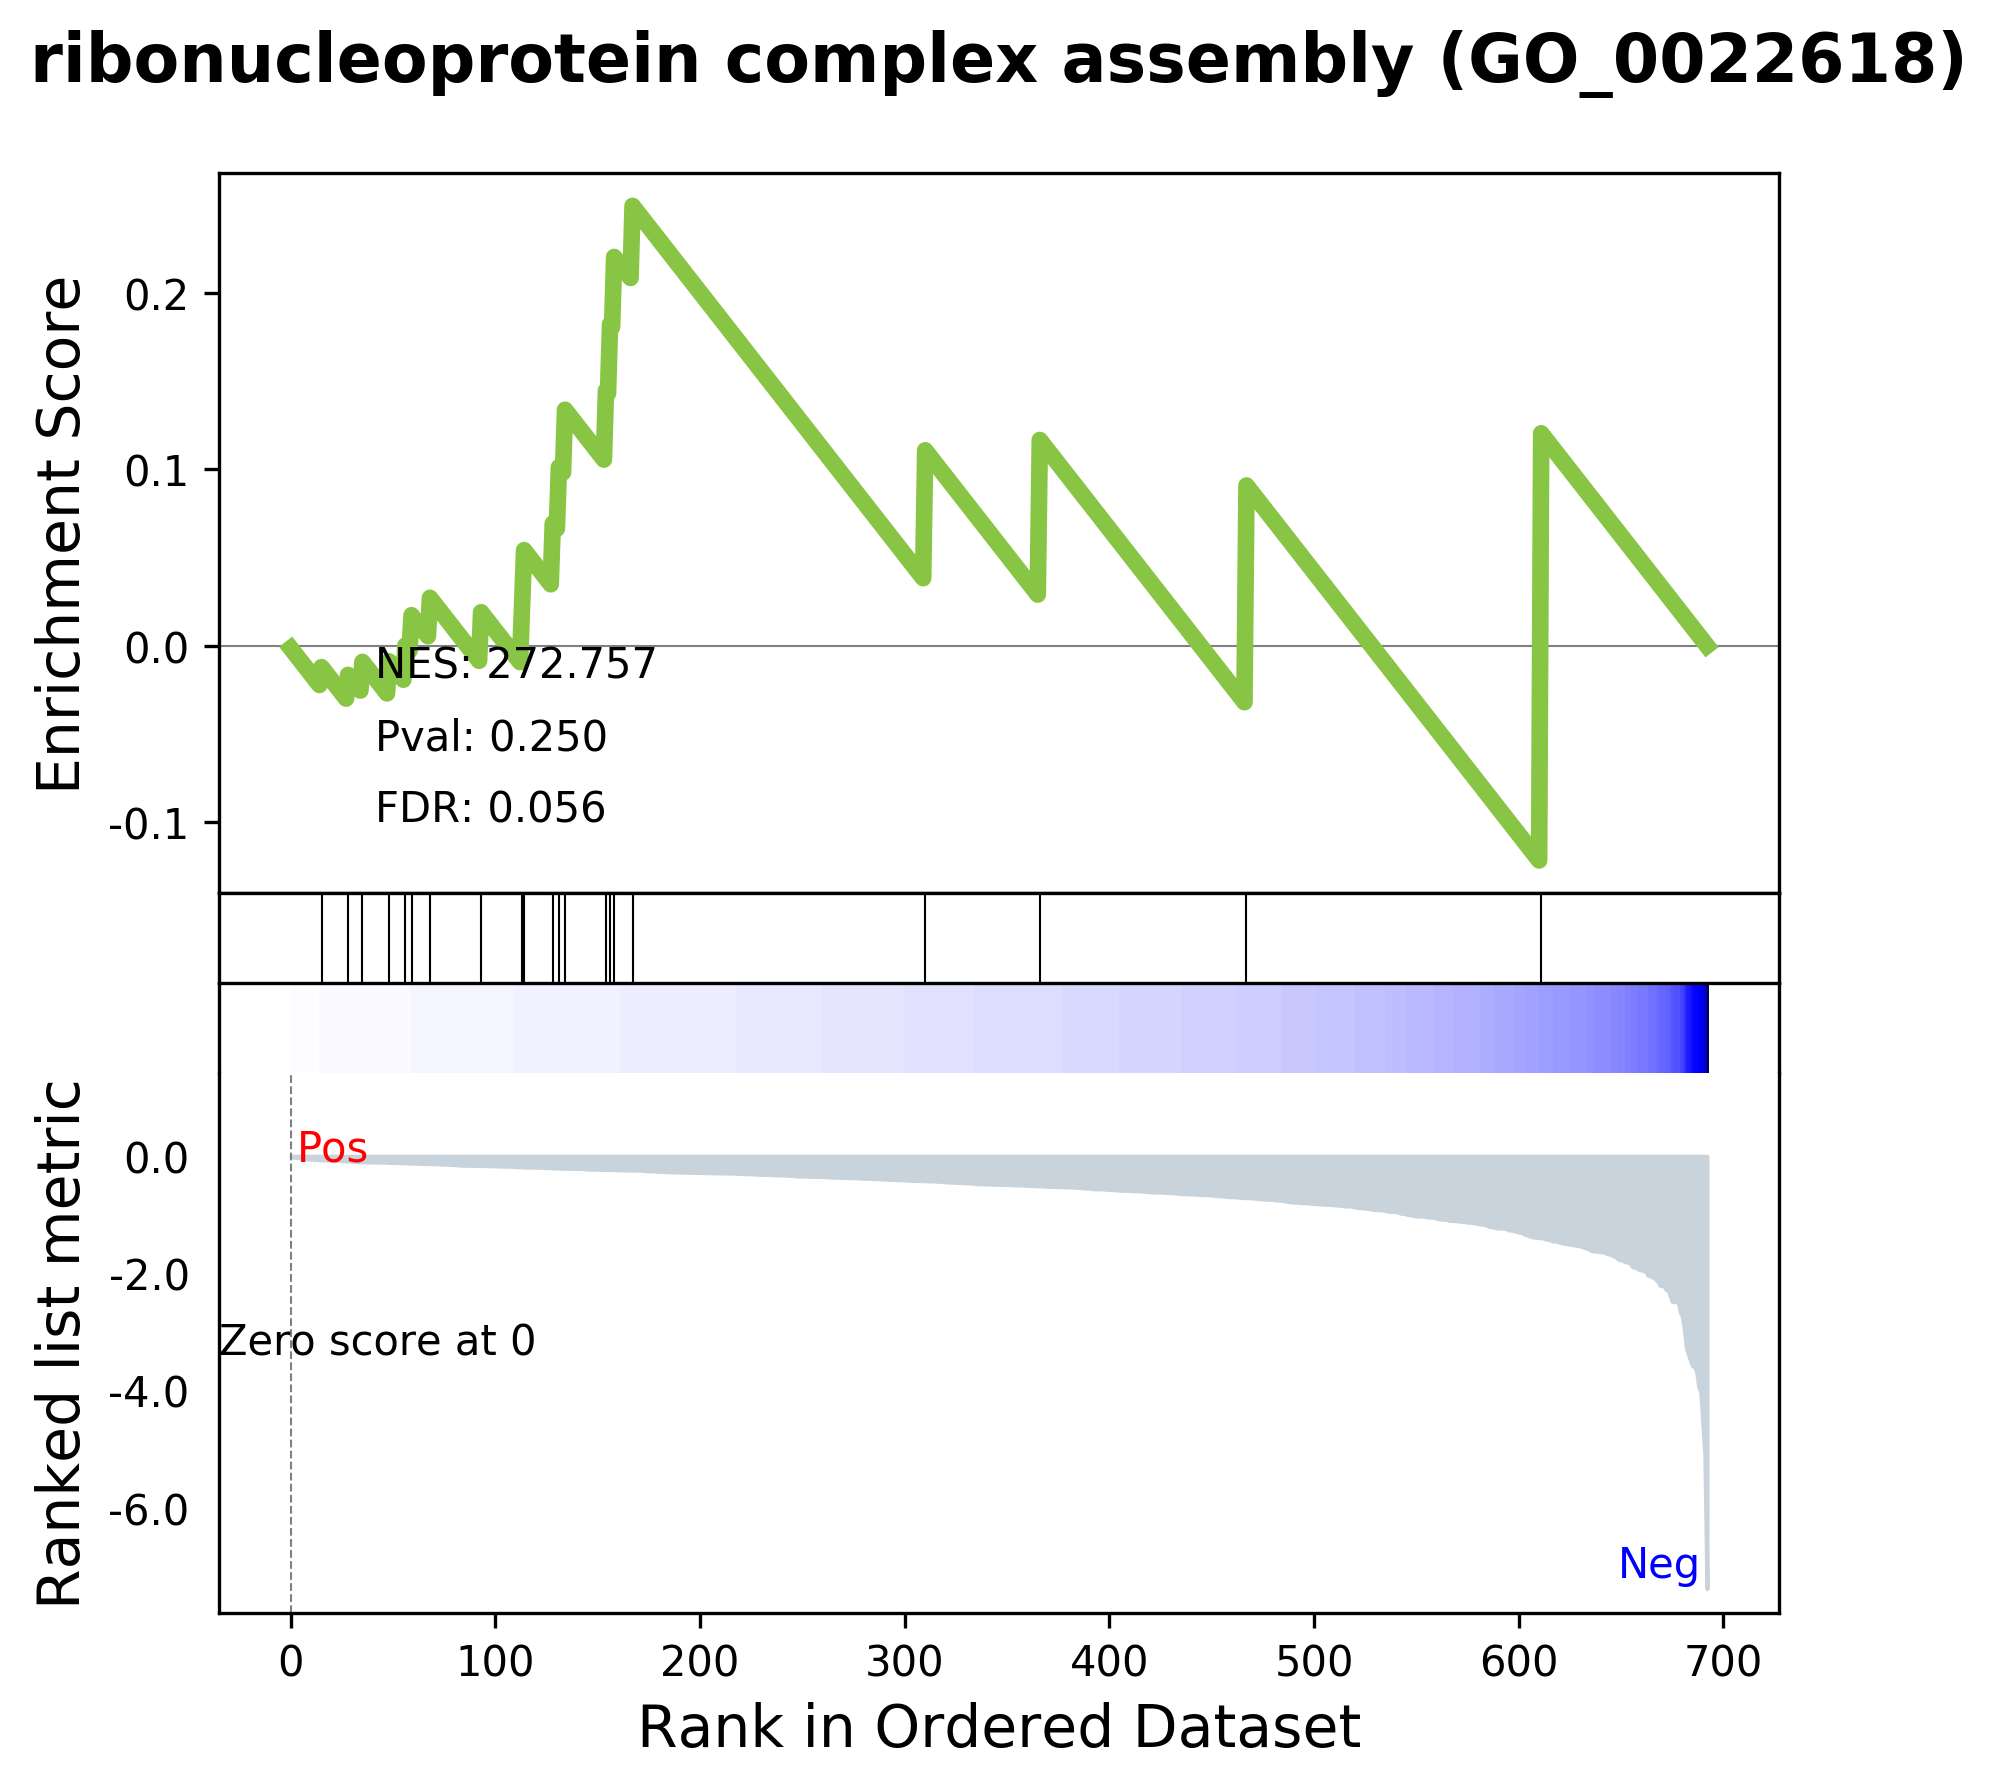 ribonucleoprotein complex assembly (GO_0022618)
Enrichment Score
0.2
0.1
0.0
-0.1
NES: 272.757
Pval: 0.250
FDR: 0.056
Ranked list metric
0.0
-2.0
-4.0
-6.0
Pos
Zero score at 0
Neg
0 100 200 300 400 500 600 700
Rank in Ordered Dataset